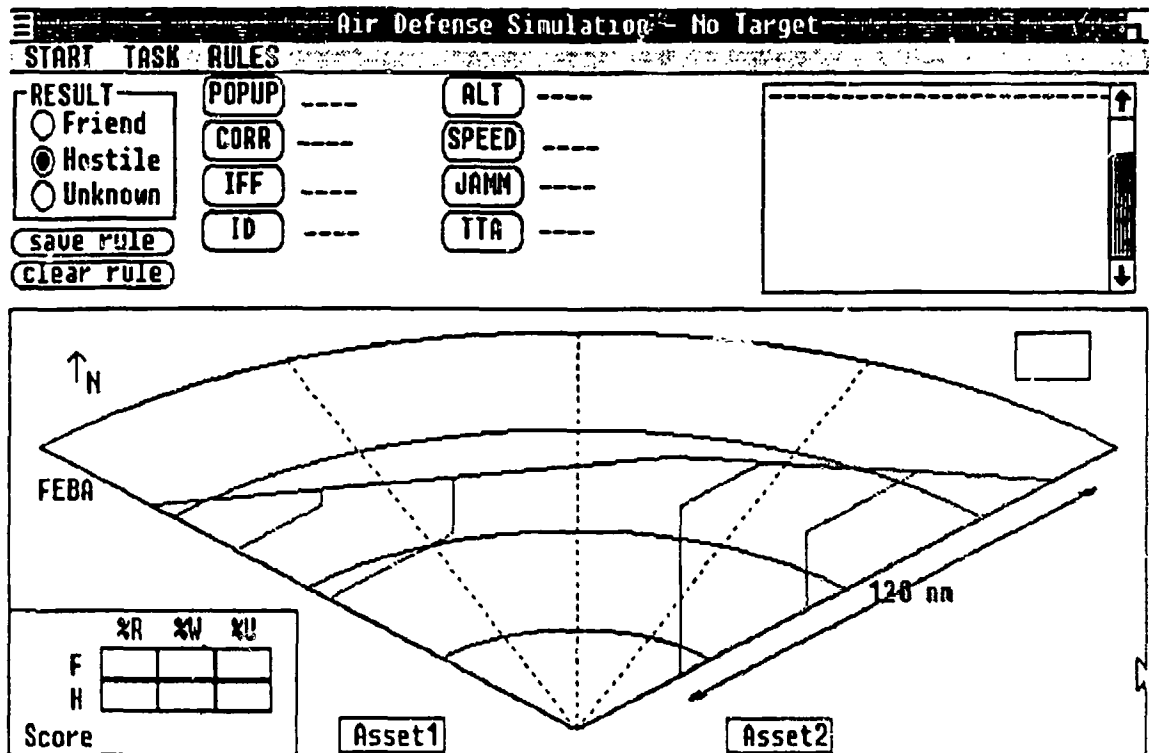 Air Defense Simulation - No Target
START TASK RULES
RESULT
Friend
Hostile
Unknown
save rule
clear rule
POPUP ----
CORR ----
IFF ----
ID ----
ALT ----
SPEED ----
JAMM ----
TTA ----
N
FEBA
120 nm
%R %W %U
F
H
Score
Asset1
Asset2